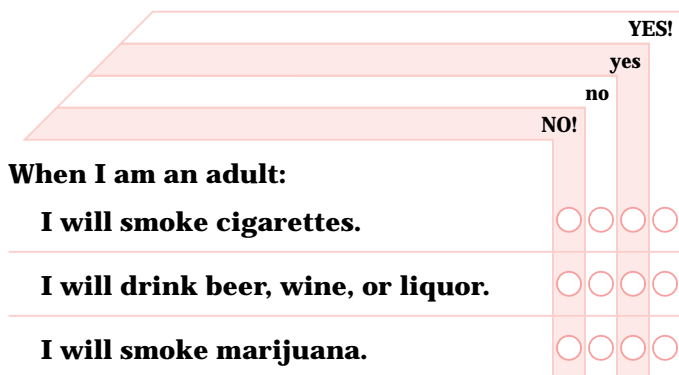 YES!
yes
no
NO!
When I am an adult:
I will smoke cigarettes.
I will drink beer, wine, or liquor.
I will smoke marijuana.